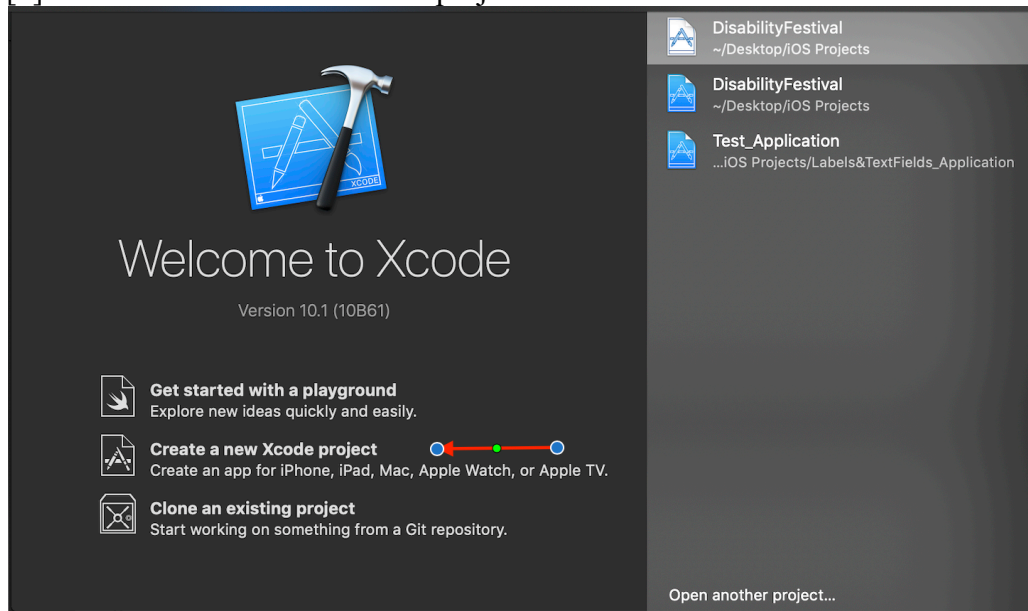 XCODE
Welcome to Xcode
Version 10.1 (10B61)
Get started with a playground
Explore new ideas quickly and easily.
Create a new Xcode project
Create an app for iPhone, iPad, Mac, Apple Watch, or Apple TV.
Clone an existing project
Start working on something from a Git repository.
DisabilityFestival
~/Desktop/iOS Projects
DisabilityFestival
~/Desktop/iOS Projects
Test_Application
...iOS Projects/Labels&TextFields_Application
Open another project...